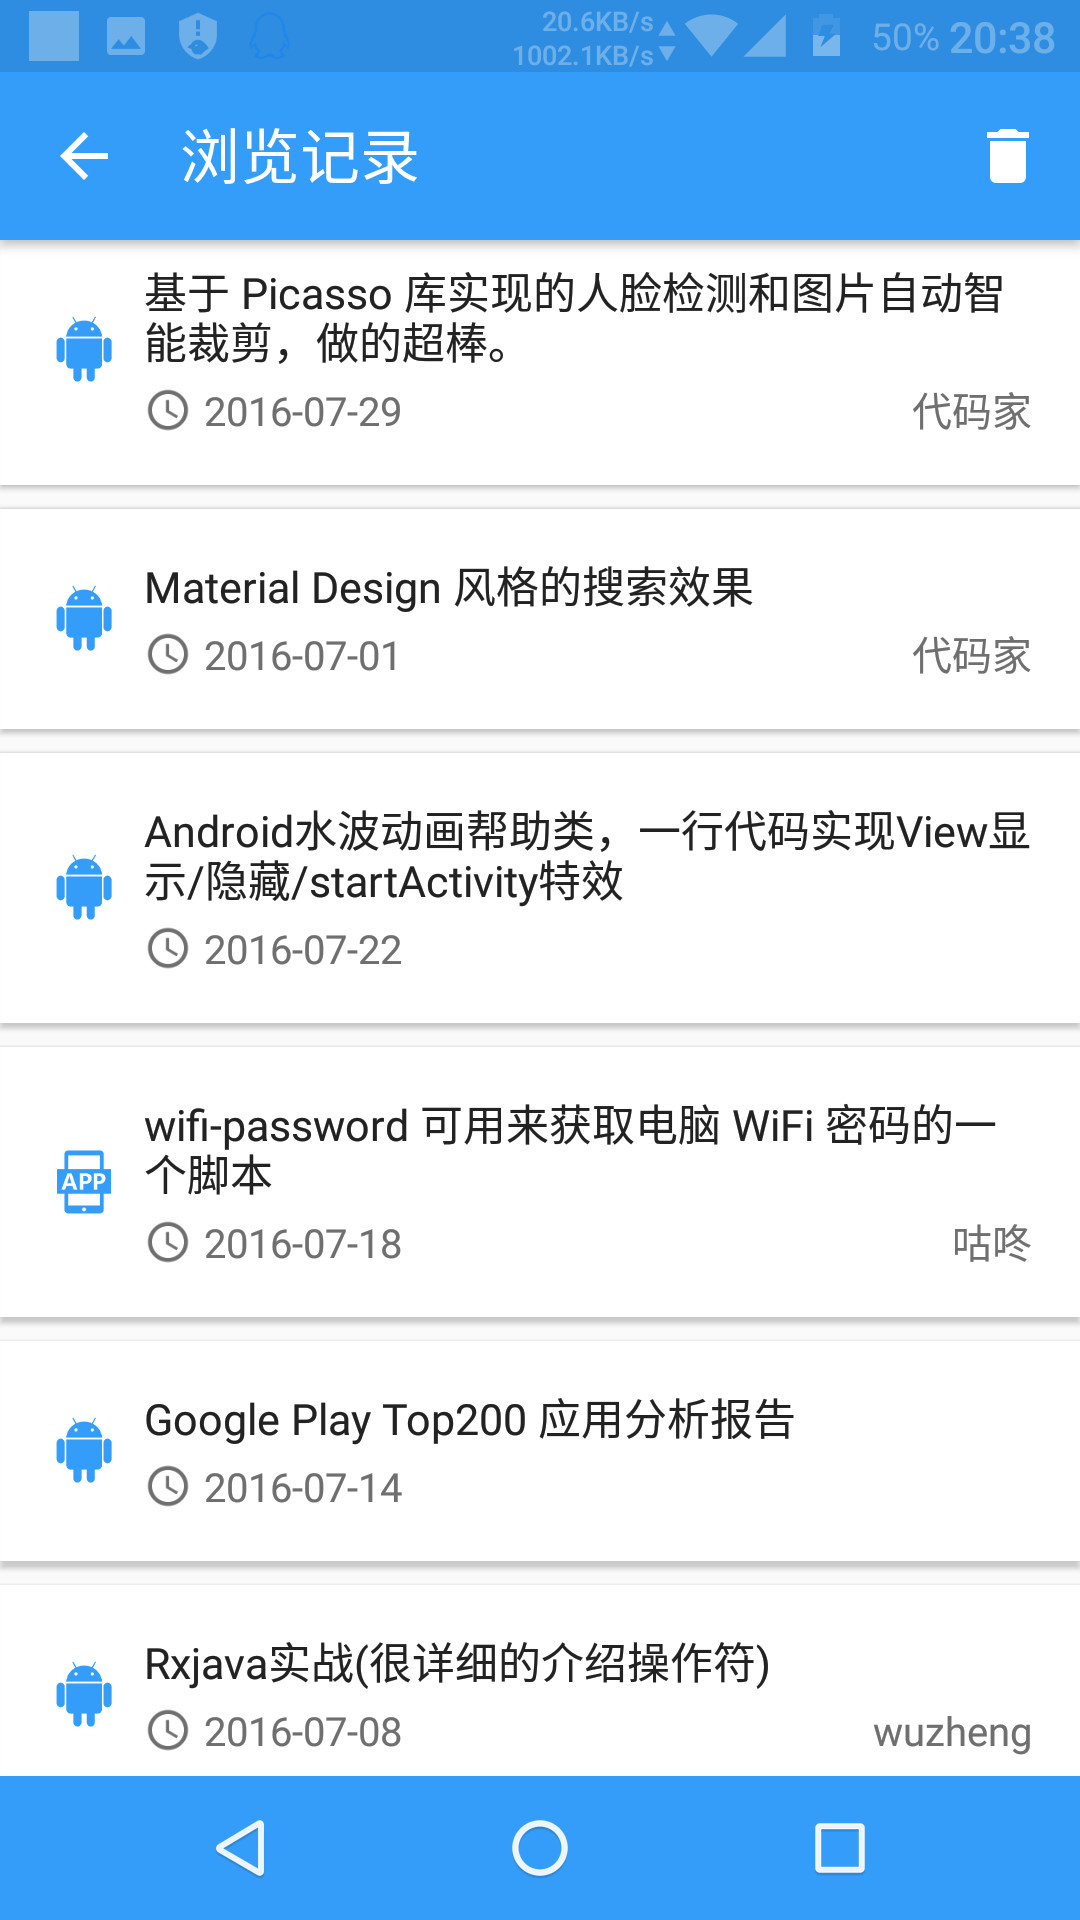 20.6KB/s
1002.1KB/s
50% 20:38
浏览记录
基于 Picasso 库实现的人脸检测和图片自动智
能裁剪，做的超棒。
2016-07-29 代码家
Material Design 风格的搜索效果
2016-07-01 代码家
Android水波动画帮助类，一行代码实现View显
示/隐藏/startActivity特效
2016-07-22
wifi-password 可用来获取电脑 WiFi 密码的一
个脚本
APP
2016-07-18 咕咚
Google Play Top200 应用分析报告
2016-07-14
Rxjava实战(很详细的介绍操作符)
2016-07-08 wuzheng